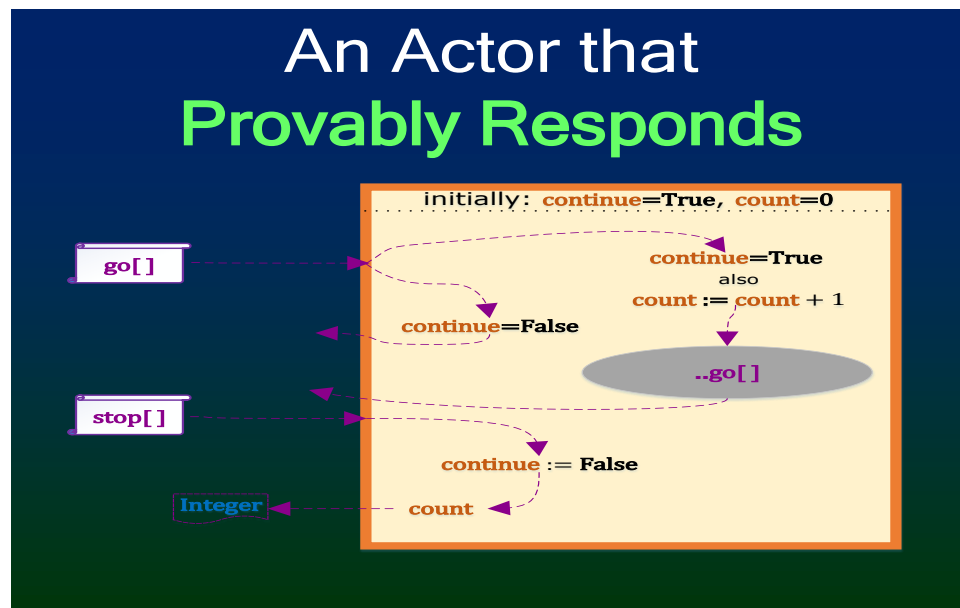 An Actor that
Provably Responds
initially: continue=True, count=0
go[ ]
continue=True
also
count := count + 1
continue=False
..go[ ]
stop[ ]
continue := False
Integer
count